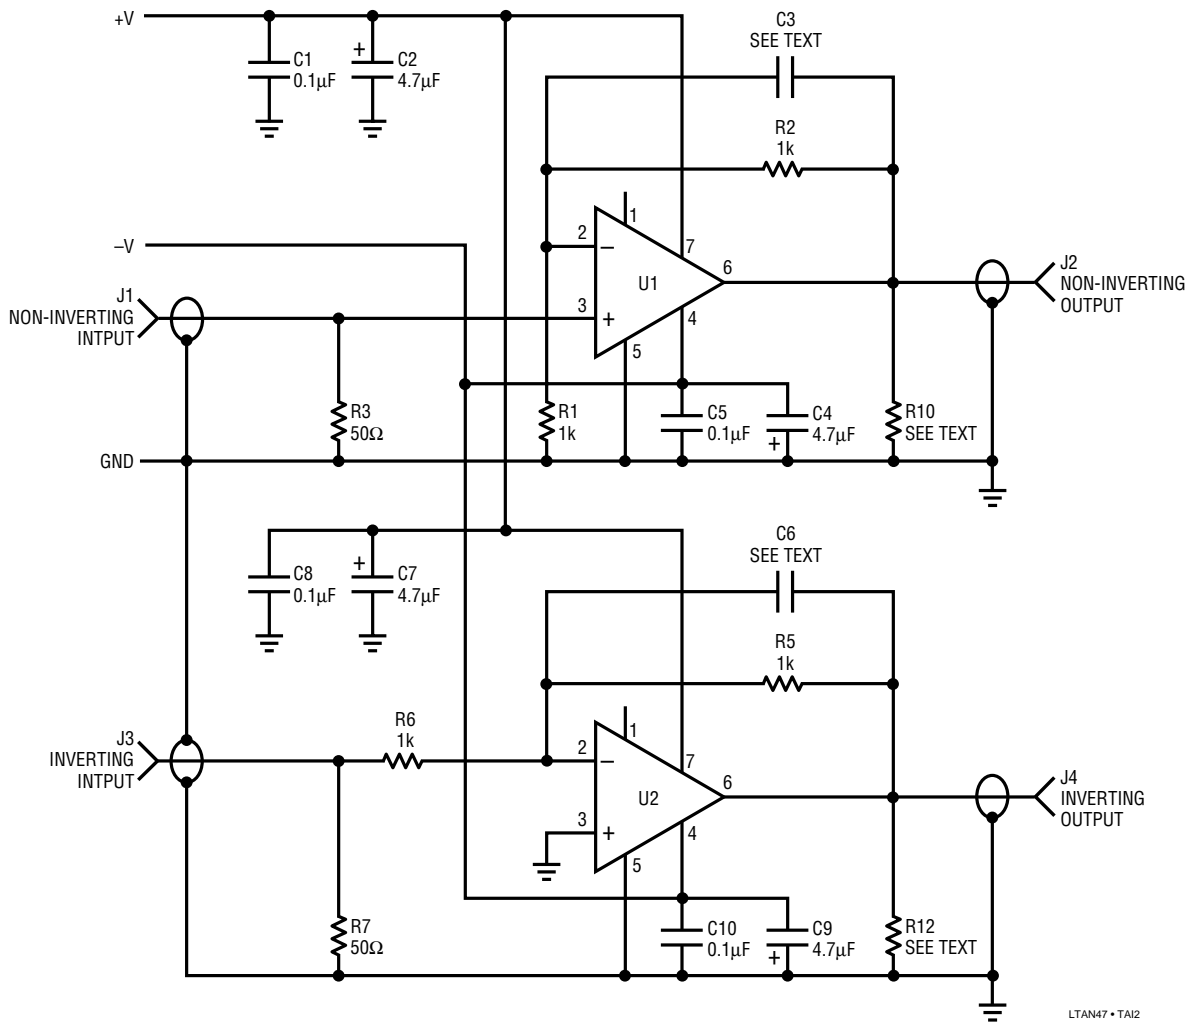 +V
C1
0.1µF
+
C2
4.7µF
C3
SEE TEXT
R2
1k
–V
1
2
–
7
U1
6
3
+
4
5
J1
NON-INVERTING
INTPUT
J2
NON-INVERTING
OUTPUT
R3
50Ω
R1
1k
C5
0.1µF
C4
4.7µF
+
R10
SEE TEXT
GND
C8
0.1µF
+
C7
4.7µF
C6
SEE TEXT
R5
1k
J3
INVERTING
INTPUT
R6
1k
1
2
–
7
U2
6
3
+
4
5
J4
INVERTING
OUTPUT
R7
50Ω
C10
0.1µF
C9
4.7µF
+
R12
SEE TEXT
LTAN47 • TAI2